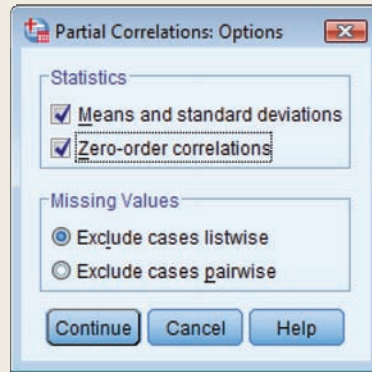 Partial Correlations: Options
Statistics
Means and standard deviations
Zero-order correlations
Missing Values
Exclude cases listwise
Exclude cases pairwise
Continue Cancel Help